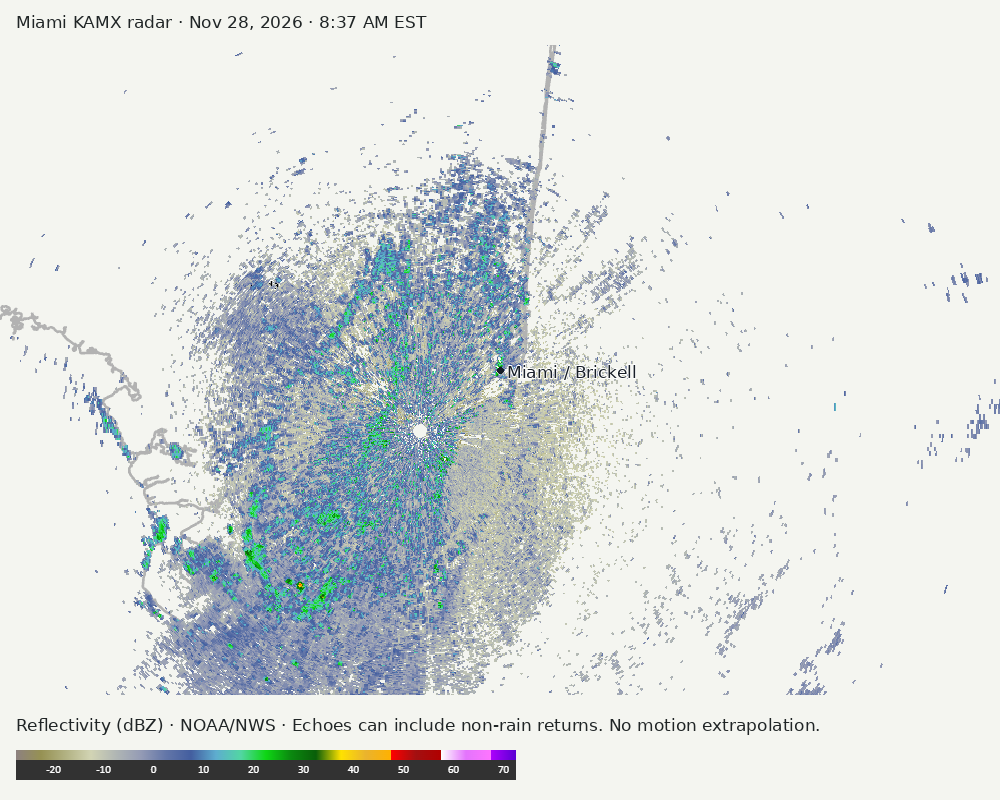 Miami KAMX radar · Nov 28, 2026 · 8:37 AM EST
Miami / Brickell
Reflectivity (dBZ) · NOAA/NWS · Echoes can include non-rain returns. No motion extrapolation.
-20 -10 0 10 20 30 40 50 60 70